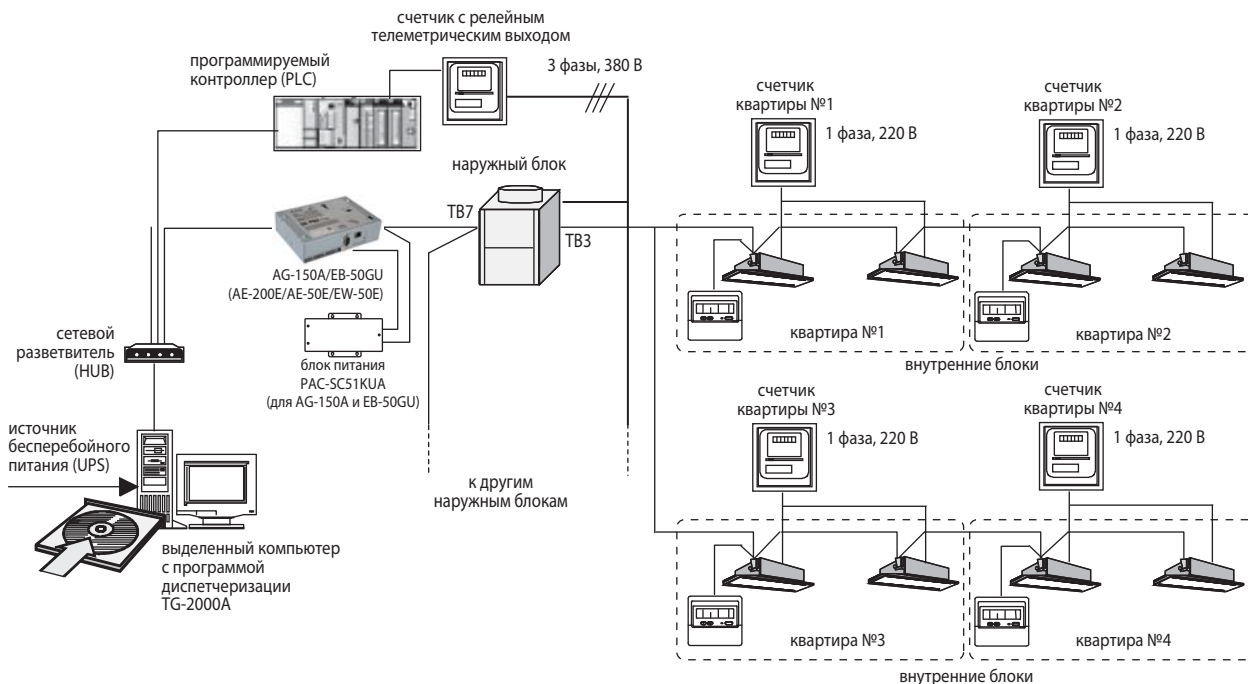 счетчик с релейным
телеметрическим выходом
программируемый
контроллер (PLC)
3 фазы, 380 В
наружный блок
TB7
TB3
AG-150A/EB-50GU
(AE-200E/AE-50E/EW-50E)
сетевой
разветвитель
(HUB)
блок питания
PAC-SC51KUA
(для AG-150A и EB-50GU)
источник
бесперебойного
питания (UPS)
к другим
наружным блокам
выделенный компьютер
с программой
диспетчеризации
TG-2000A
счетчик
квартиры №1
1 фаза, 220 В
счетчик
квартиры №2
1 фаза, 220 В
квартира №1
квартира №2
внутренние блоки
счетчик
квартиры №3
1 фаза, 220 В
счетчик
квартиры №4
1 фаза, 220 В
квартира №3
квартира №4
внутренние блоки